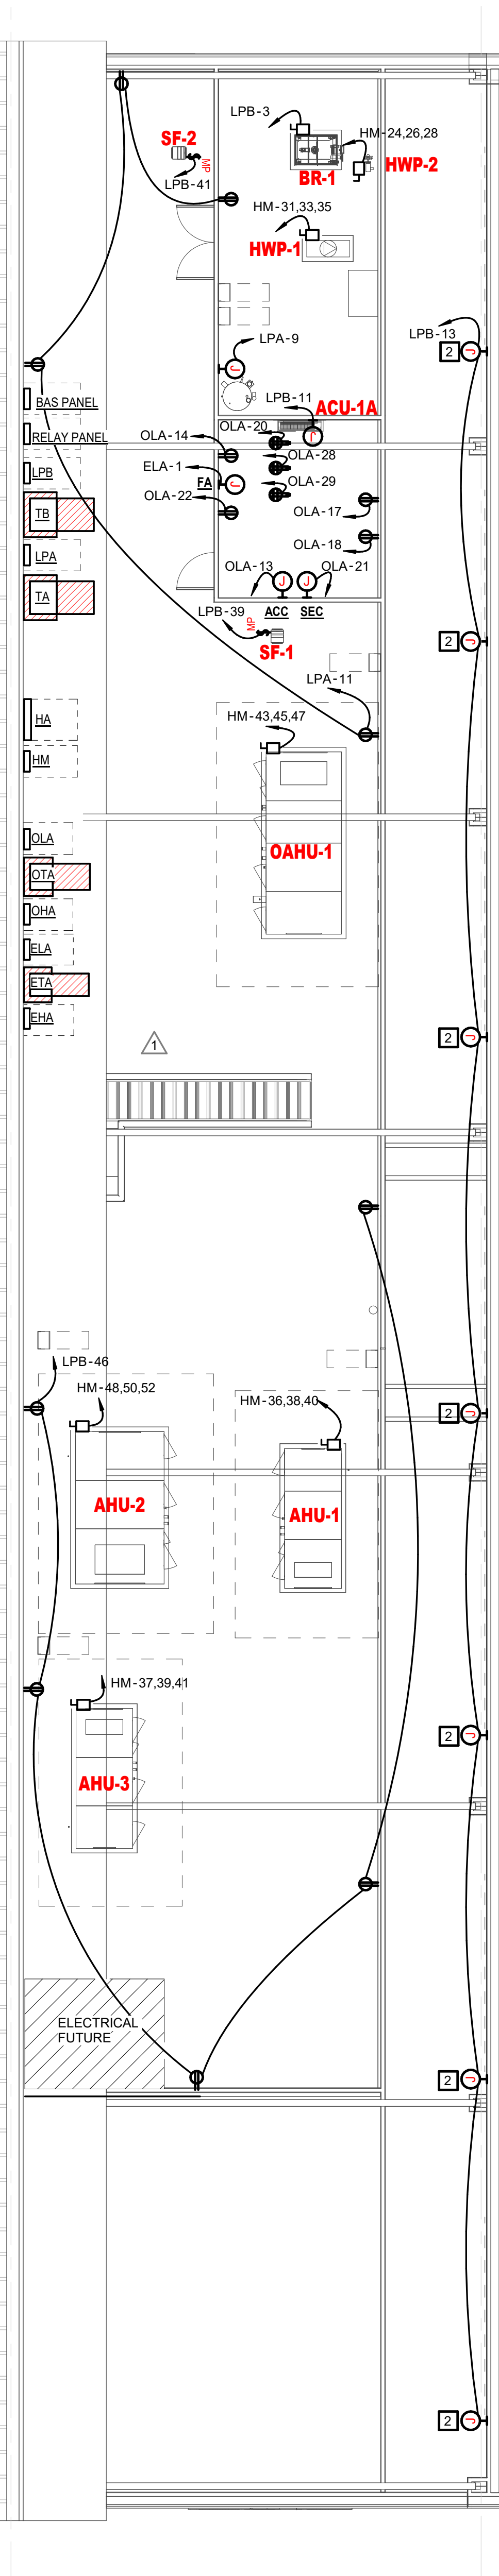 LPB-3
SF-2
MP
LPB-41
HM-24,26,28
BR-1
HWP-2
HM-31,33,35
HWP-1
LPB-13
2
J
LPA-9
J
BAS PANEL
RELAY PANEL
LPB
TB
LPA
TA
LPB-11
ACU-1A
J
OLA-20
OLA-14
OLA-28
ELA-1
FA
J
OLA-29
OLA-22
OLA-17
OLA-18
OLA-13
OLA-21
J
J
LPB-39
ACC
SEC
MP
SF-1
2
J
LPA-11
HM-43,45,47
HA
HM
OLA
OTA
OHA
ELA
ETA
EHA
OAHU-1
1
2
J
LPB-46
HM-48,50,52
HM-36,38,40
2
J
AHU-2
AHU-1
HM-37,39,41
2
J
AHU-3
ELECTRICAL
FUTURE
2
J
2
J